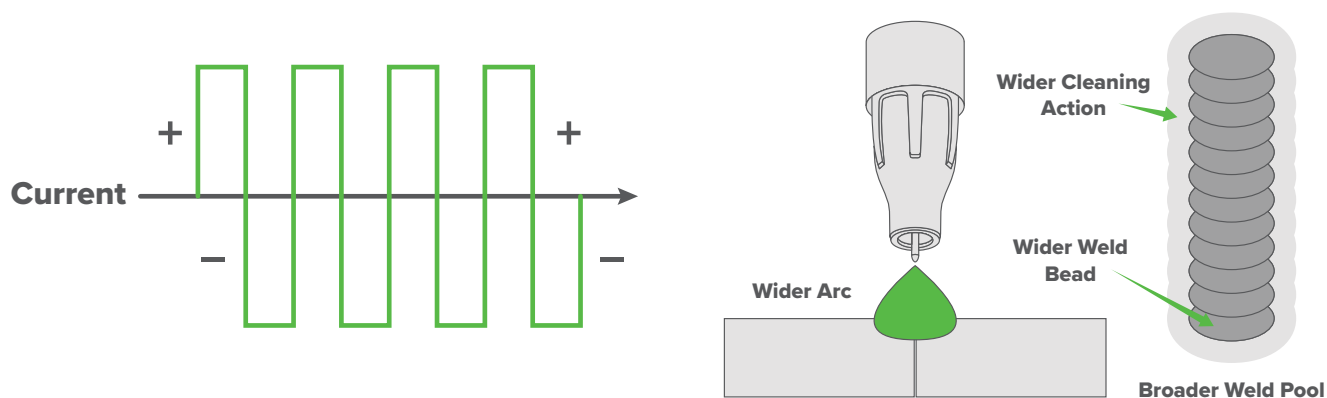 +
+
Current
−
−
Wider Cleaning
Action
Wider Weld
Bead
Wider Arc
Broader Weld Pool